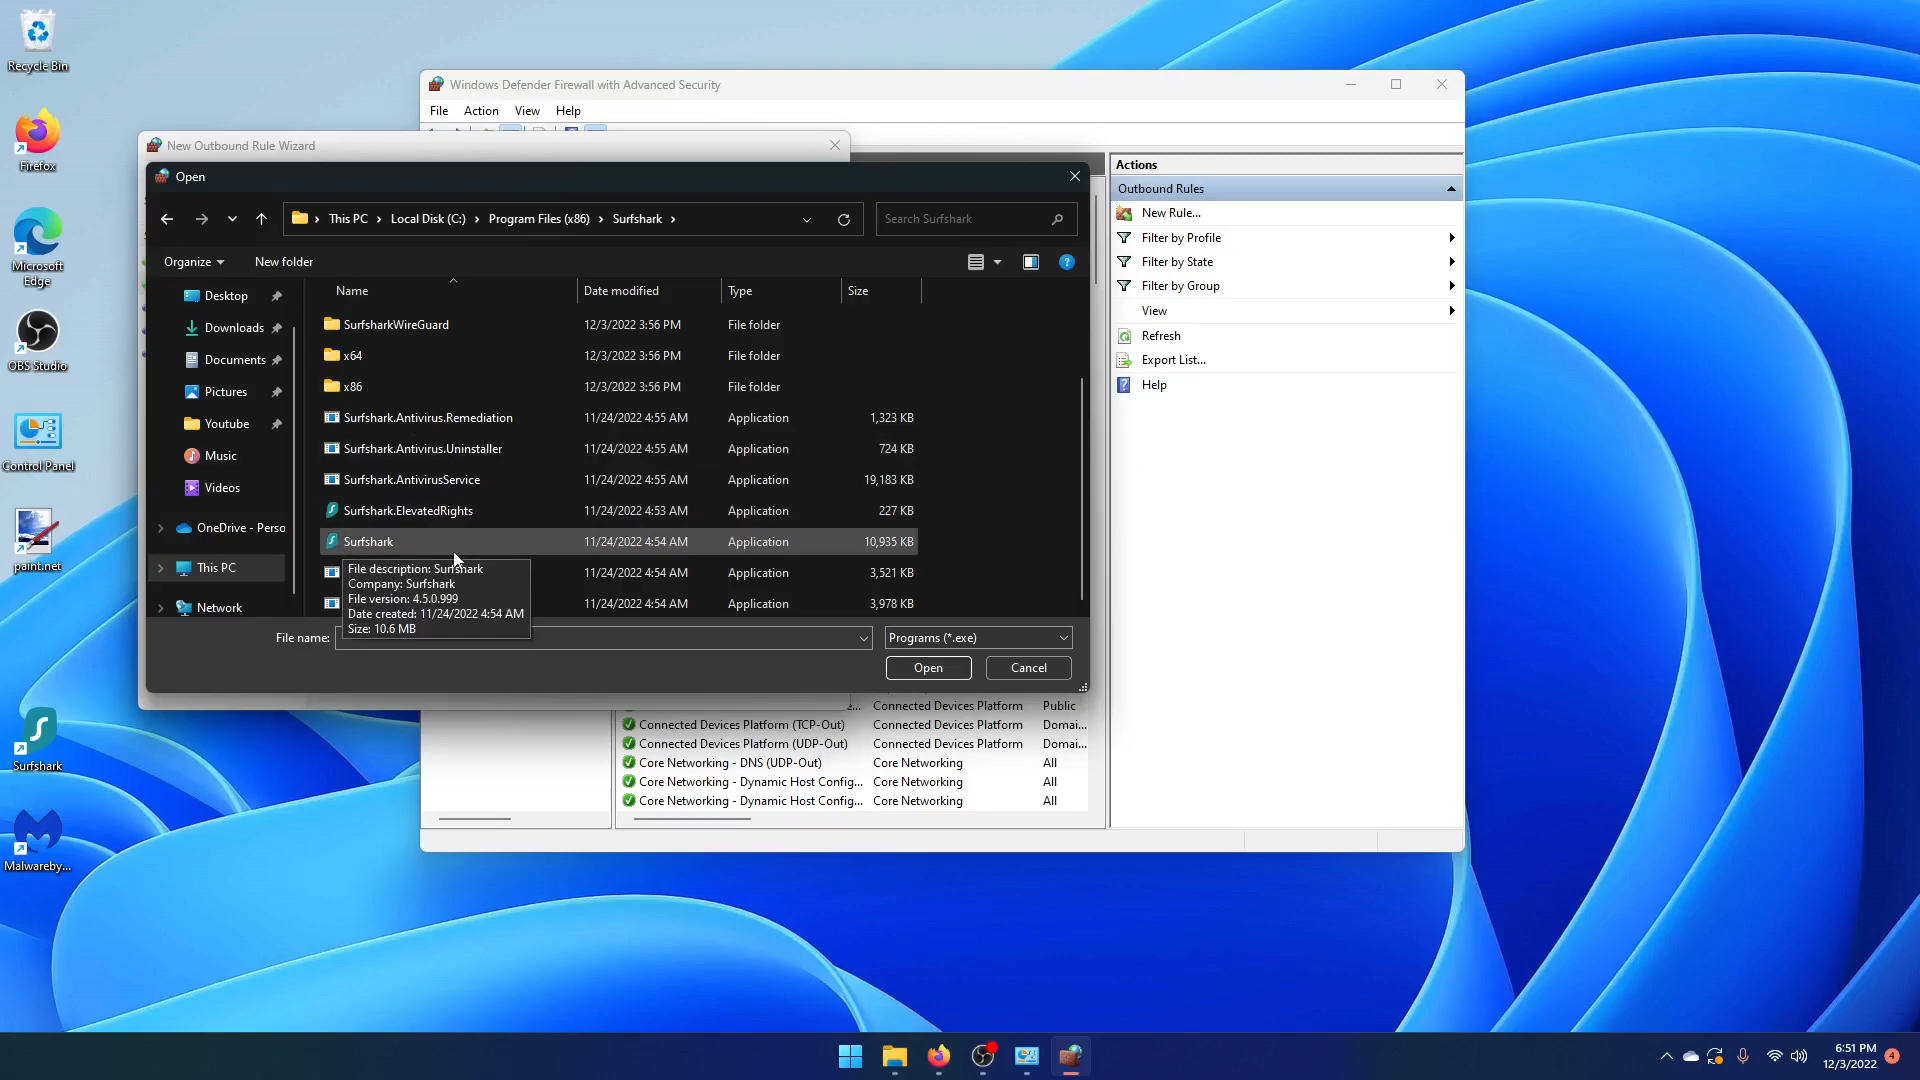 Recycle Bin
Firefox
Microsoft
Edge
OBS Studio
Control Panel
paint.net
Surfshark
Malwareby...
Windows Defender Firewall with Advanced Security
File Action View Help
New Outbound Rule Wizard
Open
This PC > Local Disk (C:) > Program Files (x86) > Surfshark >
Search Surfshark
Organize
New folder
Name Date modified Type Size
Desktop
Downloads
Documents
Pictures
Youtube
Music
Videos
OneDrive - Perso
This PC
Network
SurfsharkWireGuard 12/3/2022 3:56 PM File folder
x64 12/3/2022 3:56 PM File folder
x86 12/3/2022 3:56 PM File folder
Surfshark.Antivirus.Remediation 11/24/2022 4:55 AM Application 1,323 KB
Surfshark.Antivirus.Uninstaller 11/24/2022 4:55 AM Application 724 KB
Surfshark.AntivirusService 11/24/2022 4:55 AM Application 19,183 KB
Surfshark.ElevatedRights 11/24/2022 4:53 AM Application 227 KB
Surfshark 11/24/2022 4:54 AM Application 10,935 KB
11/24/2022 4:54 AM Application 3,521 KB
11/24/2022 4:54 AM Application 3,978 KB
File description: Surfshark
Company: Surfshark
File version: 4.5.0.999
Date created: 11/24/2022 4:54 AM
Size: 10.6 MB
File name:
Programs (*.exe)
Open
Cancel
e... Connected Devices Platform Public
Connected Devices Platform (TCP-Out) Connected Devices Platform Domai...
Connected Devices Platform (UDP-Out) Connected Devices Platform Domai...
Core Networking - DNS (UDP-Out) Core Networking All
Core Networking - Dynamic Host Config... Core Networking All
Core Networking - Dynamic Host Config... Core Networking All
Actions
Outbound Rules
New Rule...
Filter by Profile
Filter by State
Filter by Group
View
Refresh
Export List...
Help
6:51 PM
12/3/2022
4